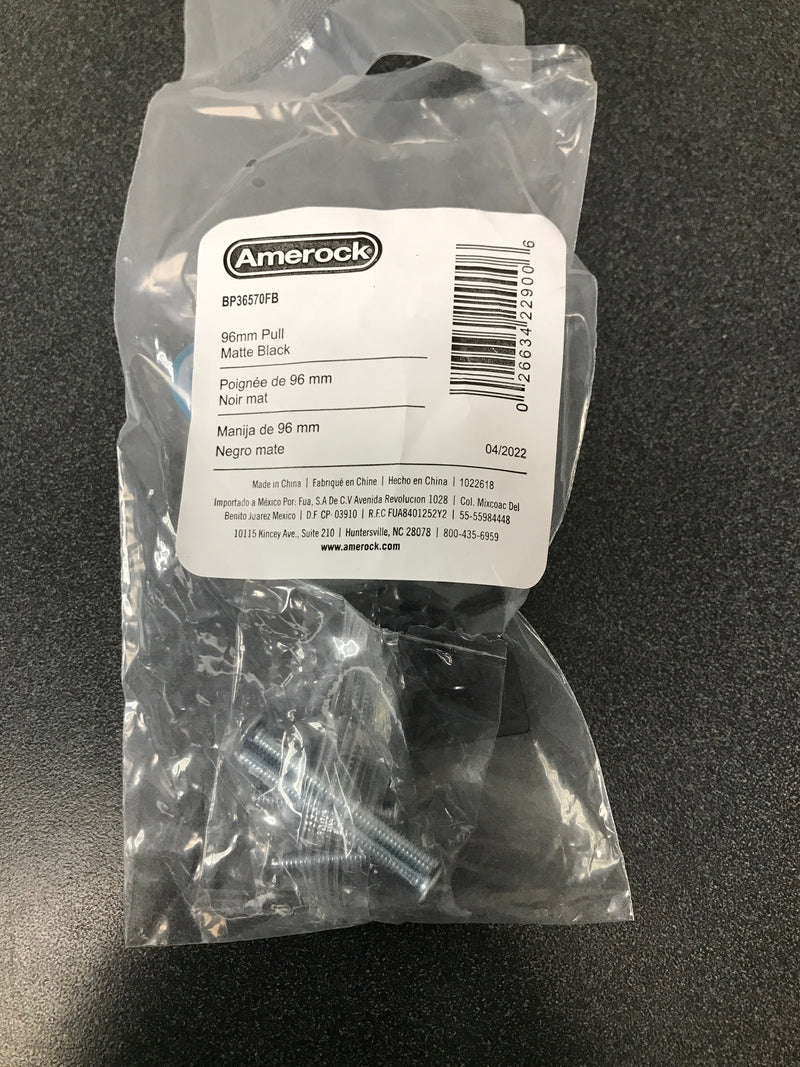 Amerock®
BP36570FB
96mm Pull
Matte Black
Poignée de 96 mm
Noir mat
Manija de 96 mm
Negro mate
04/2022
0 26634 22900 6
Made in China | Fabriqué en Chine | Hecho en China | 1022618
Importado a México Por: Fua, S.A De C.V Avenida Revolucion 1028 | Col. Mixcoac Del
Benito Juarez Mexico | D.F CP· 03910 | R.F.C FUA8401252Y2 | 55-55984448
10115 Kincey Ave., Suite 210 | Huntersville, NC 28078 | 800-435-6959
www.amerock.com